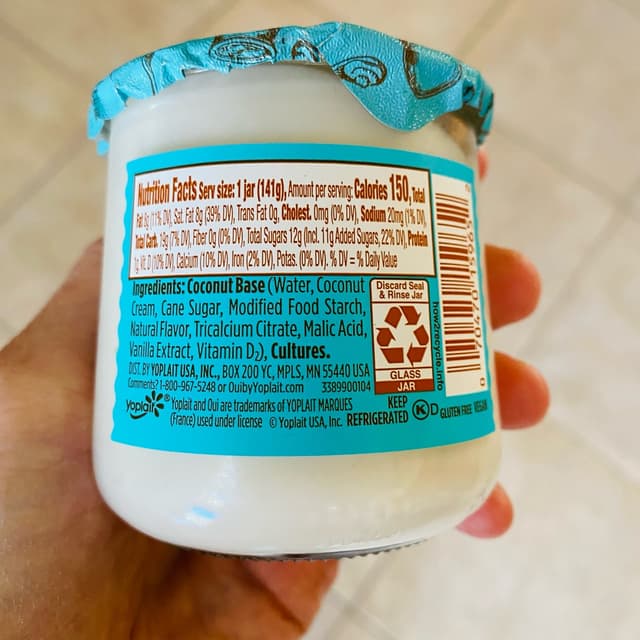 Nutrition Facts Serv size: 1 jar (141g), Amount per serving: Calories 150, Total
Fat 8g (11% DV), Sat. Fat 8g (39% DV), Trans Fat 0g, Cholest. 0mg (0% DV), Sodium 20mg (1% DV),
Total Carb. 19g (7% DV), Fiber 0g (0% DV), Total Sugars 12g (Incl. 11g Added Sugars, 22% DV), Protein
1g, Vit. D (10% DV), Calcium (10% DV), Iron (2% DV), Potas. (0% DV). % DV = % Daily Value
Ingredients: Coconut Base (Water, Coconut
Cream, Cane Sugar, Modified Food Starch,
Natural Flavor, Tricalcium Citrate, Malic Acid,
Vanilla Extract, Vitamin D2), Cultures.
DIST. BY YOPLAIT USA, INC., BOX 200 YC, MPLS, MN 55440 USA
Comments? 1-800-967-5248 or OuibyYoplait.com 3389900104
Yoplait® Yoplait and Oui are trademarks of YOPLAIT MARQUES
(France) used under license © Yoplait USA, Inc.
KEEP
REFRIGERATED
K D GLUTEN FREE VEGAN
Discard Seal
& Rinse Jar
GLASS
JAR
how2recycle.info